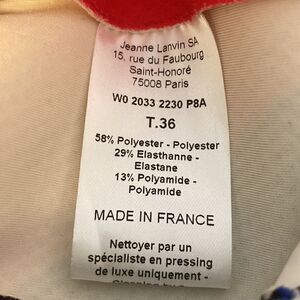 Jeanne Lanvin SA
15, rue du Faubourg
Saint-Honoré
75008 Paris
W0 2033 2230 P8A
T.36
58% Polyester - Polyester
29% Elasthanne -
Elastane
13% Polyamide -
Polyamide
MADE IN FRANCE
Nettoyer par un
spécialiste en pressing
de luxe uniquement -